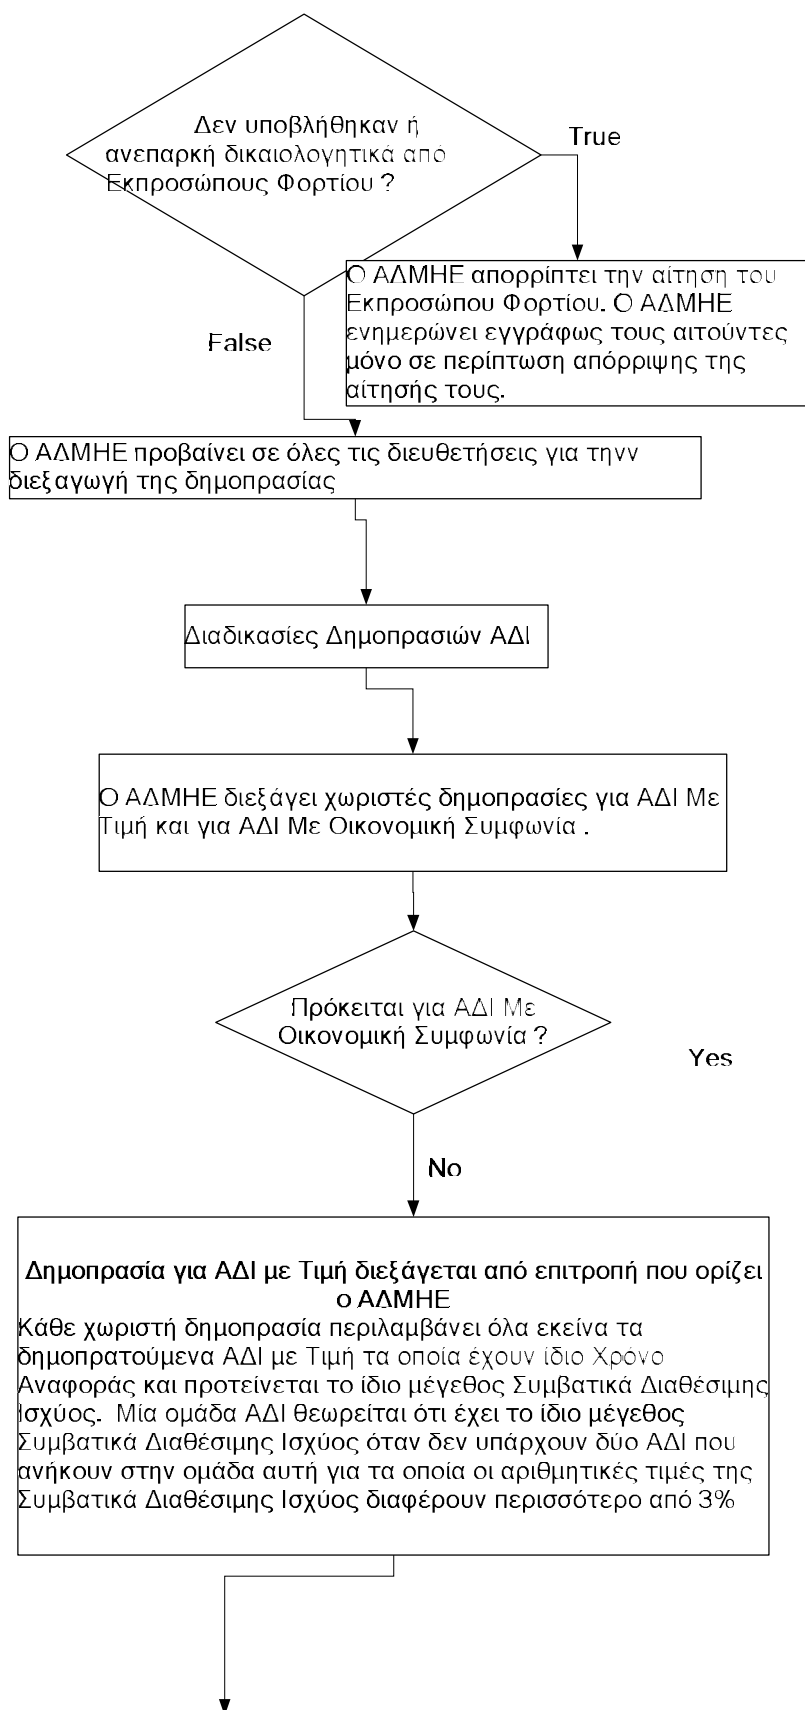 Δεν υποβλήθηκαν ή
ανεπαρκή δικαιολογητικά από
Εκπροσώπους Φορτίου ?
True
Ο ΑΔΜΗΕ απορρίπτει την αίτηση του
Εκπροσώπου Φορτίου. Ο ΑΔΜΗΕ
ενημερώνει εγγράφως τους αιτούντες
μόνο σε περίπτωση απόρριψης της
αίτησής τους.
False
Ο ΑΔΜΗΕ προβαίνει σε όλες τις διευθετήσεις για τηνν
διεξαγωγή της δημοπρασίας
Διαδικασίες Δημοπρασιών ΑΔΙ
Ο ΑΔΜΗΕ διεξάγει χωριστές δημοπρασίες για ΑΔΙ Με
Τιμή και για ΑΔΙ Με Οικονομική Συμφωνία .
Πρόκειται για ΑΔΙ Με
Οικονομική Συμφωνία ?
Yes
No
Δημοπρασία για ΑΔΙ με Τιμή διεξάγεται από επιτροπή που ορίζει
ο ΑΔΜΗΕ
Κάθε χωριστή δημοπρασία περιλαμβάνει όλα εκείνα τα
δημοπρατούμενα ΑΔΙ με Τιμή τα οποία έχουν ίδιο Χρόνο
Αναφοράς και προτείνεται το ίδιο μέγεθος Συμβατικά Διαθέσιμης
Ισχύος. Μία ομάδα ΑΔΙ θεωρείται ότι έχει το ίδιο μέγεθος
Συμβατικά Διαθέσιμης Ισχύος όταν δεν υπάρχουν δύο ΑΔΙ που
ανήκουν στην ομάδα αυτή για τα οποία οι αριθμητικές τιμές της
Συμβατικά Διαθέσιμης Ισχύος διαφέρουν περισσότερο από 3%